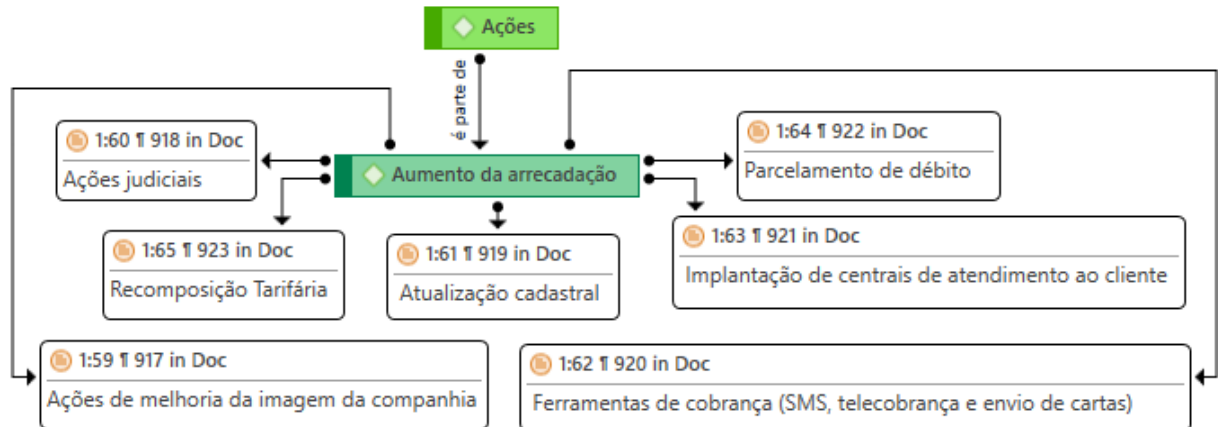 Ações
é parte de
1:60 ¶ 918 in Doc
Ações judiciais
1:64 ¶ 922 in Doc
Parcelamento de débito
Aumento da arrecadação
1:65 ¶ 923 in Doc
Recomposição Tarifária
1:61 ¶ 919 in Doc
Atualização cadastral
1:63 ¶ 921 in Doc
Implantação de centrais de atendimento ao cliente
1:59 ¶ 917 in Doc
Ações de melhoria da imagem da companhia
1:62 ¶ 920 in Doc
Ferramentas de cobrança (SMS, telecobrança e envio de cartas)